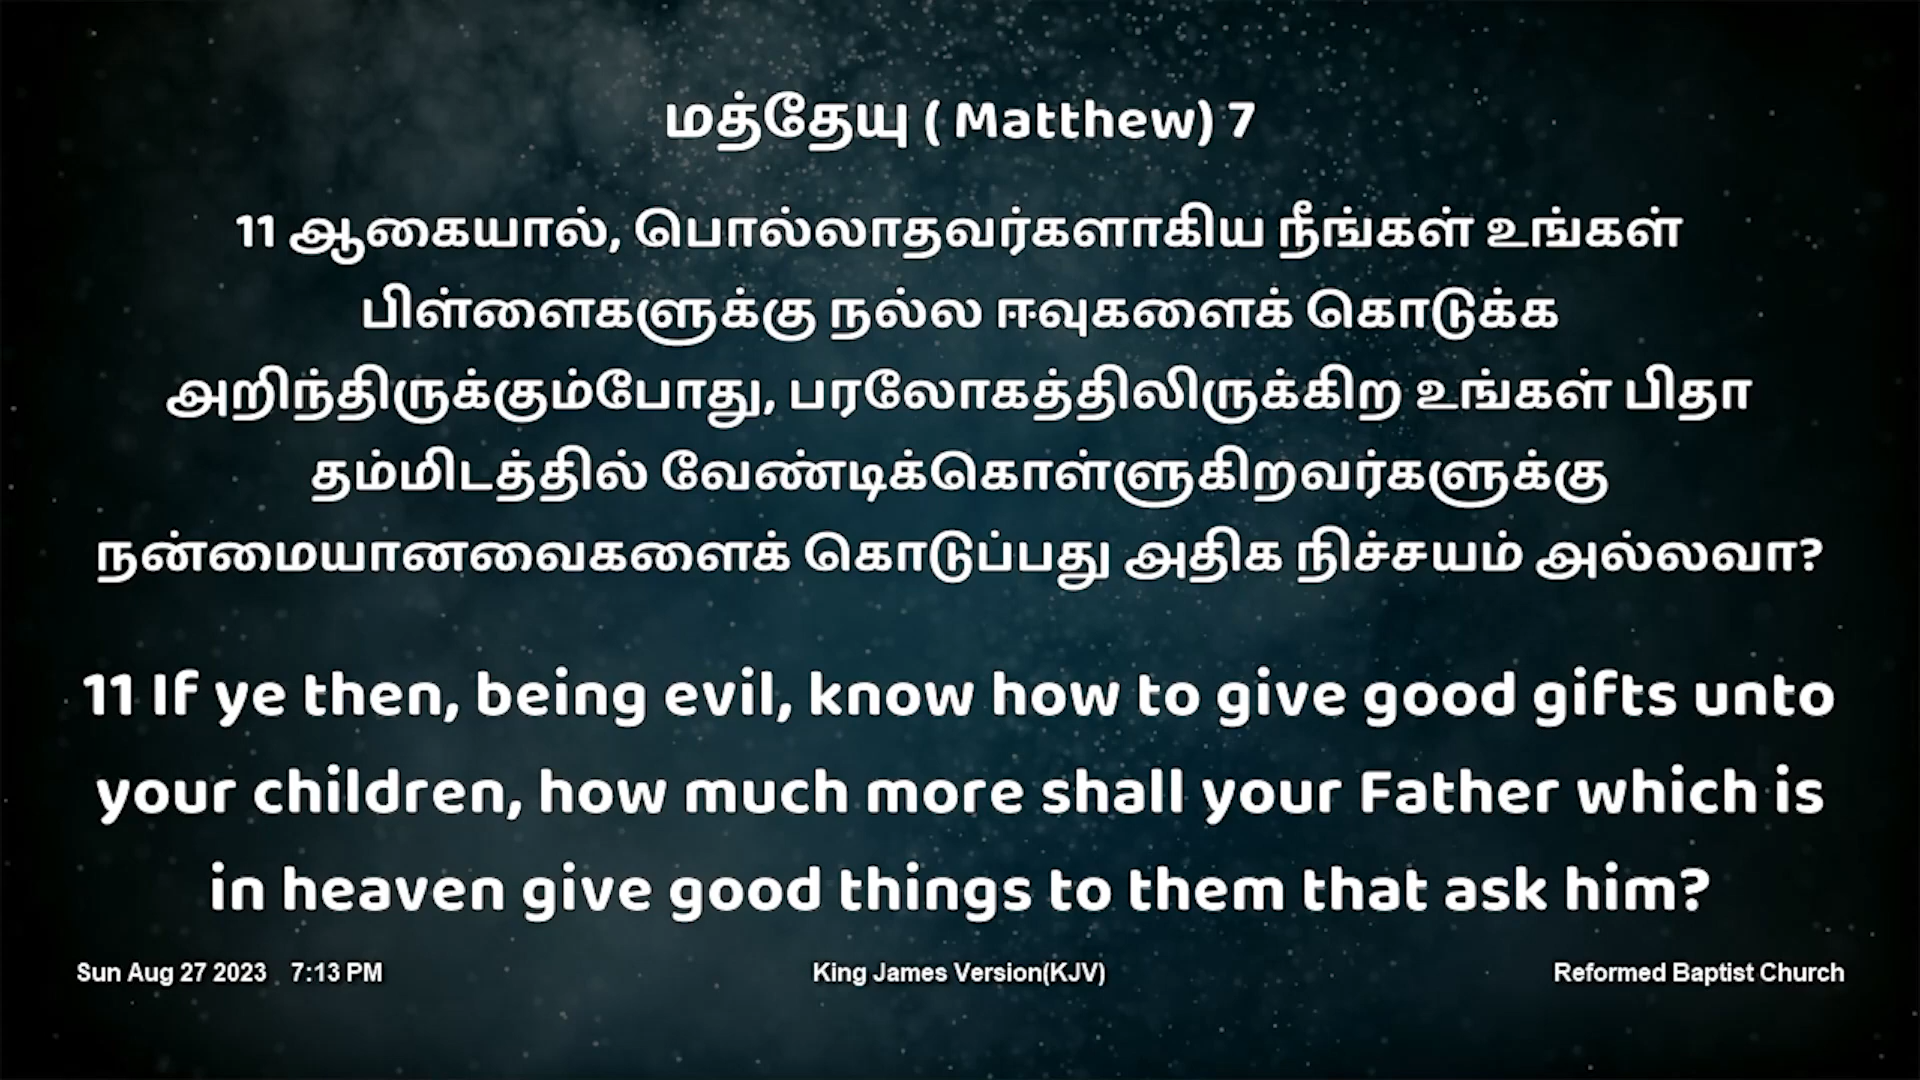 மத்தேயு ( Matthew) 7
11 ஆகையால், பொல்லாதவர்களாகிய நீங்கள் உங்கள்
பிள்ளைகளுக்கு நல்ல ஈவுகளைக் கொடுக்க
அறிந்திருக்கும்போது, பரலோகத்திலிருக்கிற உங்கள் பிதா
தம்மிடத்தில் வேண்டிக்கொள்ளுகிறவர்களுக்கு
நன்மையானவைகளைக் கொடுப்பது அதிக நிச்சயம் அல்லவா?
11 If ye then, being evil, know how to give good gifts unto
your children, how much more shall your Father which is
in heaven give good things to them that ask him?
Sun Aug 27 2023 7:13 PM King James Version(KJV) Reformed Baptist Church